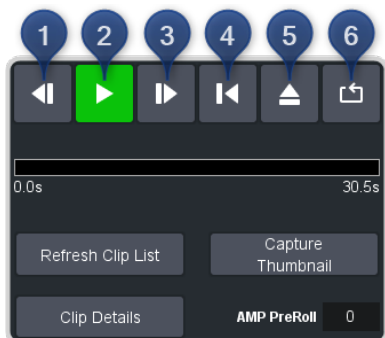 1 2 3 4 5 6
0.0s 30.5s
Refresh Clip List
Capture
Thumbnail
Clip Details
AMP PreRoll 0